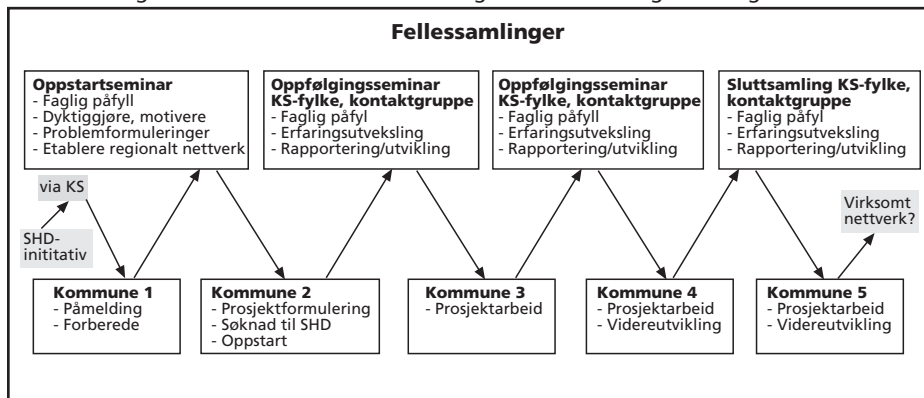 Fellessamlinger
Oppstartseminar
- Faglig påfyll
- Dyktiggjøre, motivere
- Problemformuleringer
- Etablere regionalt nettverk
Oppfølgingsseminar
KS-fylke, kontaktgruppe
- Faglig påfyl
- Erfaringsutveksling
- Rapportering/utvikling
Oppfølgingsseminar
KS-fylke, kontaktgruppe
- Faglig påfyll
- Erfaringsutveksling
- Rapportering/utvikling
Sluttsamling KS-fylke,
kontaktgruppe
- Faglig påfyl
- Erfaringsutveksling
- Rapportering/utvikling
via KS
SHD-
inititativ
Virksomt
nettverk?
Kommune 1
- Påmelding
- Forberede
Kommune 2
- Prosjektformulering
- Søknad til SHD
- Oppstart
Kommune 3
- Prosjektarbeid
Kommune 4
- Prosjektarbeid
- Videreutvikling
Kommune 5
- Prosjektarbeid
- Videreutvikling